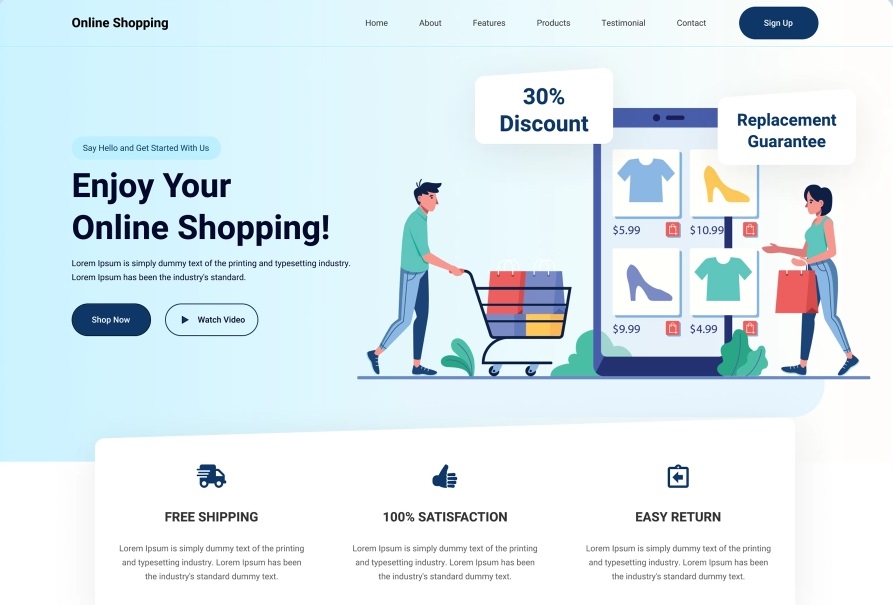 Online Shopping
Home
About
Features
Products
Testimonial
Contact
Sign Up
30%
Discount
Replacement
Guarantee
Say Hello and Get Started With Us
Enjoy Your
Online Shopping!
Lorem Ipsum is simply dummy text of the printing and typesetting industry.
Lorem Ipsum has been the industry's standard.
Shop Now
Watch Video
$5.99
$10.99
$9.99
$4.99
FREE SHIPPING
Lorem Ipsum is simply dummy text of the printing
and typesetting industry. Lorem Ipsum has been
the industry's standard dummy text.
100% SATISFACTION
Lorem Ipsum is simply dummy text of the printing
and typesetting industry. Lorem Ipsum has been
the industry's standard dummy text.
EASY RETURN
Lorem Ipsum is simply dummy text of the printing
and typesetting industry. Lorem Ipsum has been
the industry's standard dummy text.